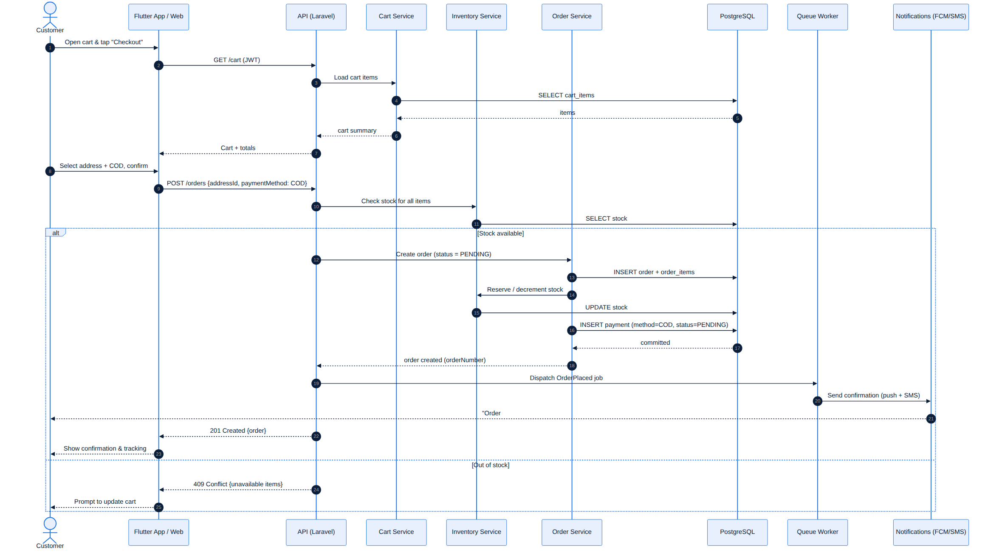 Customer
Flutter App / Web
API (Laravel)
Cart Service
Inventory Service
Order Service
PostgreSQL
Queue Worker
Notifications (FCM/SMS)
Open cart & tap "Checkout"
1
GET /cart (JWT)
2
Load cart items
3
SELECT cart_items
4
items
5
cart summary
6
Cart + totals
7
Select address + COD, confirm
8
POST /orders {addressId, paymentMethod: COD}
9
Check stock for all items
10
SELECT stock
11
alt
[Stock available]
Create order (status = PENDING)
12
INSERT order + order_items
13
Reserve / decrement stock
14
UPDATE stock
15
INSERT payment (method=COD, status=PENDING)
16
committed
17
order created (orderNumber)
18
Dispatch OrderPlaced job
19
Send confirmation (push + SMS)
20
"Order
21
201 Created {order}
22
Show confirmation & tracking
23
[Out of stock]
409 Conflict {unavailable items}
24
Prompt to update cart
25
Customer
Flutter App / Web
API (Laravel)
Cart Service
Inventory Service
Order Service
PostgreSQL
Queue Worker
Notifications (FCM/SMS)